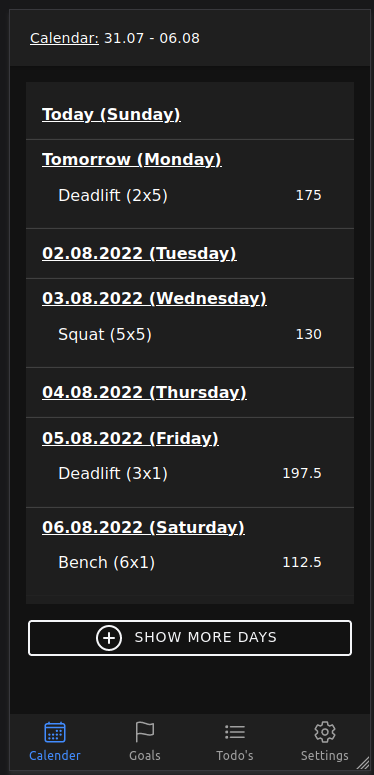 Calendar: 31.07 - 06.08
Today (Sunday)
Tomorrow (Monday)
Deadlift (2x5) 175
02.08.2022 (Tuesday)
03.08.2022 (Wednesday)
Squat (5x5) 130
04.08.2022 (Thursday)
05.08.2022 (Friday)
Deadlift (3x1) 197.5
06.08.2022 (Saturday)
Bench (6x1) 112.5
SHOW MORE DAYS
Calender Goals Todo's Settings